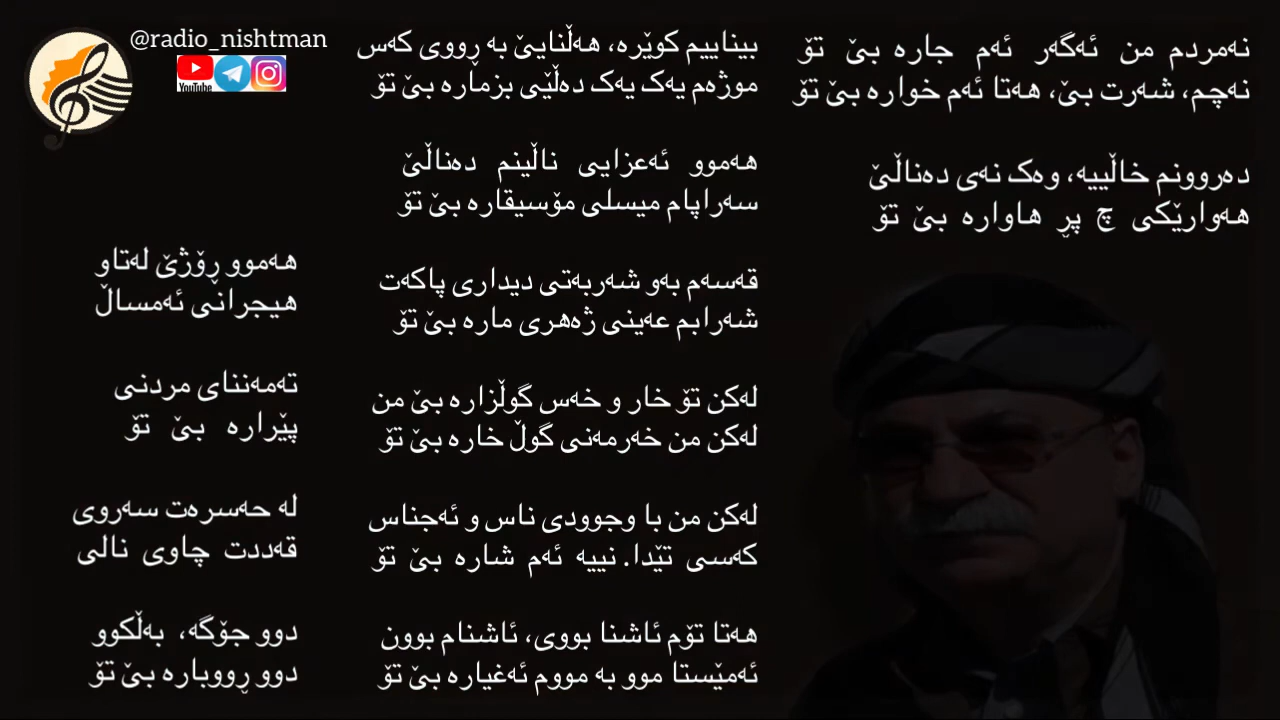 @radio_nishtman
YouTube
نەمردم من ئەگەر ئەم جارە بێ تۆ
نەچم، شەرت بێ، هەتا ئەم خوارە بێ تۆ
دەروونم خاڵییە، وەک نەی دەناڵێ
هەوارێکی چ پڕ هاوارە بێ تۆ
بیناییم کوێرە، هەڵنایێ بە ڕووی کەس
موژەم یەک یەک دەڵێی بزمارە بێ تۆ
هەموو ئەعزایی ناڵینم دەناڵێ
سەراپام میسلی مۆسیقارە بێ تۆ
قەسەم بەو شەربەتی دیداری پاکەت
شەرابم عەینی ژەهری مارە بێ تۆ
لەکن تۆ خار و خەس گوڵزارە بێ من
لەکن من خەرمەنی گوڵ خارە بێ تۆ
لەکن من با وجوودی ناس و ئەجناس
کەسی تێدا. نییە ئەم شارە بێ تۆ
هەتا تۆم ئاشنا بووی، ئاشنام بوون
ئەمێستا موو بە مووم ئەغیارە بێ تۆ
هەموو ڕۆژێ لەتاو
هیجرانی ئەمساڵ
تەمەننای مردنی
پێرارە بێ تۆ
لە حەسرەت سەروی
قەددت چاوی نالی
دوو جۆگە، بەڵکوو
دوو ڕووبارە بێ تۆ